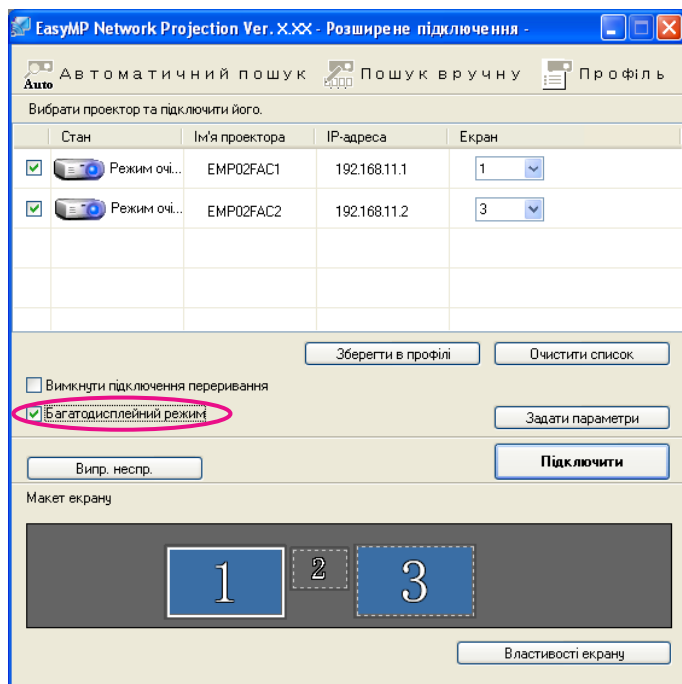 EasyMP Network Projection Ver. X.XX - Розширене підключення -
Auto Автоматичний пошук Пошук вручну Профіль
Вибрати проектор та підключити його.
Стан Ім'я проектора IP-адреса Екран
Режим очі... EMP02FAC1 192.168.11.1 1
Режим очі... EMP02FAC2 192.168.11.2 3
Зберегти в профілі Очистити список
Вимкнути підключення переривання
Багатодисплейний режим Задати параметри
Випр. неспр. Підключити
Макет екрану
1 2 3
Властивості екрану